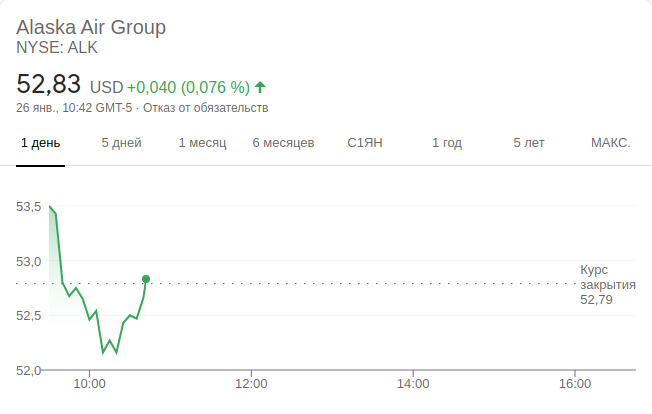 Alaska Air Group
NYSE: ALK
52,83 USD +0,040 (0,076 %)
26 янв., 10:42 GMT-5 · Отказ от обязательств
1 день 5 дней 1 месяц 6 месяцев С1ЯН 1 год 5 лет МАКС.
53,5
53,0
Курс
закрытия
52,79
52,5
52,0
10:00 12:00 14:00 16:00